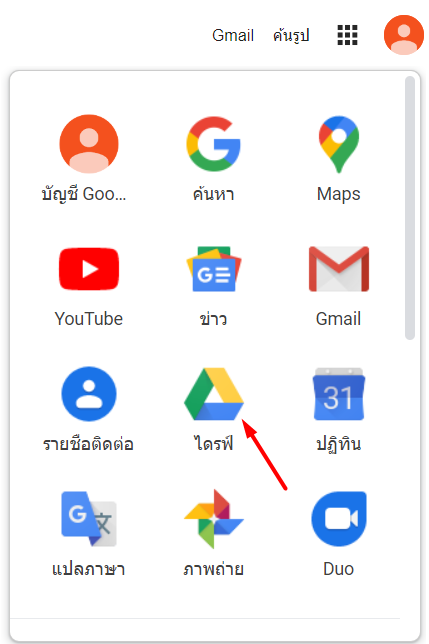 Gmail ค้นรูป
บัญชี Goo...
ค้นหา
Maps
YouTube
ข่าว
Gmail
รายชื่อติดต่อ
ไดรฟ์
31
ปฏิทิน
แปลภาษา
ภาพถ่าย
Duo